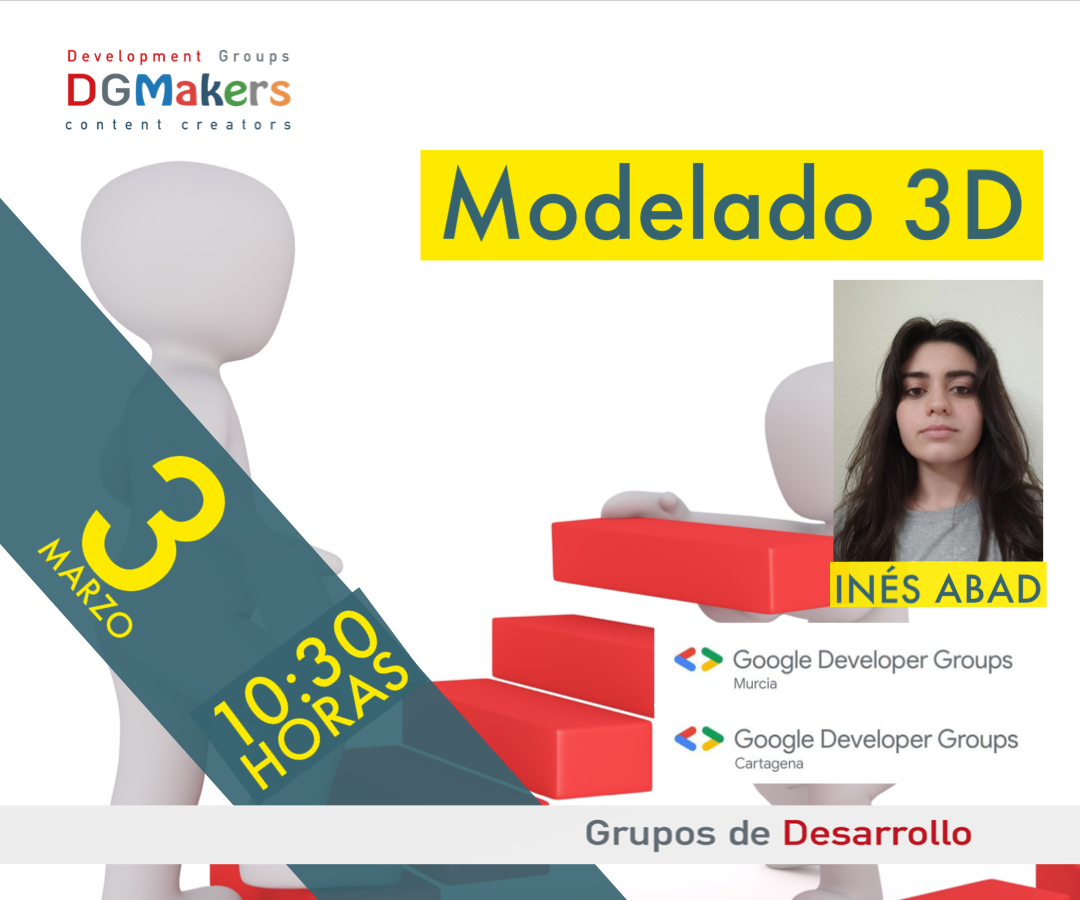 Development Groups
DGMakers
content creators
Modelado 3D
INÉS ABAD
3
MARZO
10:30
HORAS
Google Developer Groups
Murcia
Google Developer Groups
Cartagena
Grupos de Desarrollo